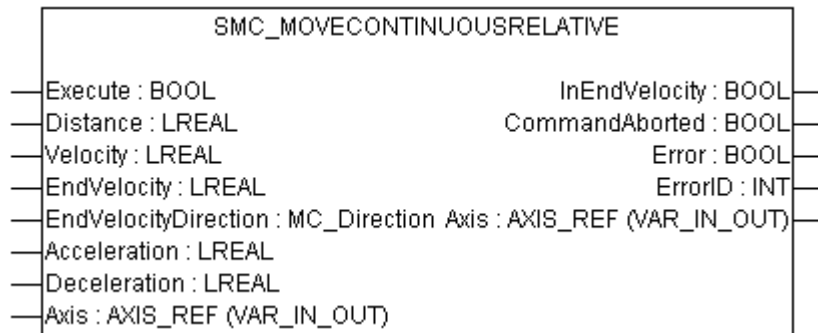 SMC_MOVECONTINUOUSRELATIVE
Execute : BOOL InEndVelocity : BOOL
Distance : LREAL CommandAborted : BOOL
Velocity : LREAL Error : BOOL
EndVelocity : LREAL ErrorID : INT
EndVelocityDirection : MC_Direction Axis : AXIS_REF (VAR_IN_OUT)
Acceleration : LREAL
Deceleration : LREAL
Axis : AXIS_REF (VAR_IN_OUT)